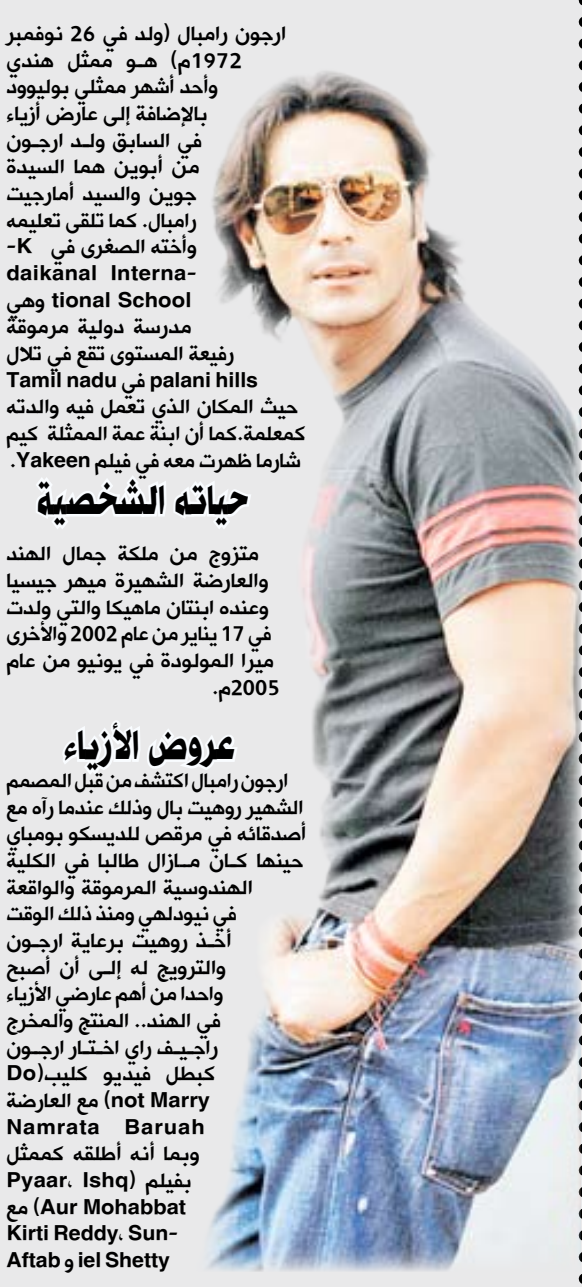 ارجون رامبال (ولد في 26 نوفمبر
1972م) هـو ممثل هندي
وأحد أشهر ممثلي بوليوود
بالإضافة إلى عارض أزياء
في السابق ولـد ارجـون
من أبوين هما السيدة
جوين والسيد أمارجيت
رامبال. كما تلقى تعليمه
وأخته الصغرى في K-
daikanal Interna-
tional School وهي
مدرسة دولية مرموقة
رفيعة المستوى تقع في تلال
palani hills في Tamil nadu
حيث المكان الذي تعمل فيه والدته
كمعلمة.كما أن ابنة عمة الممثلة كيم
شارما ظهرت معه في فيلم Yakeen.
حياته الشخصية
متزوج من ملكة جمال الهند
والعارضة الشهيرة ميهر جيسيا
وعنده ابنتان ماهيكا والتي ولدت
في 17 يناير من عام 2002 والأخرى
ميرا المولودة في يونيو من عام
2005م.
عروض الأزياء
ارجون رامبال اكتشف من قبل المصمم
الشهير روهيت بال وذلك عندما رآه مع
أصدقائه في مرقص للديسكو بومباي
حينها كـان مـازال طالبا في الكلية
الهندوسية المرموقة والواقعة
في نيودلهي ومنذ ذلك الوقت
أخـذ روهيت برعاية ارجـون
والترويج له إلـى أن أصبح
واحدا من أهم عارضي الأزياء
في الهند.. المنتج والمخرج
راجـيـف راي اخـتـار ارجـون
كبطل فيديو كليب(Do
not Marry) مع العارضة
Namrata Baruah
وبما أنه أطلقه كممثل
بفيلم (Pyaar، Ishq
Aur Mohabbat) مع
Kirti Reddy، Sun-
iel Shetty و Aftab